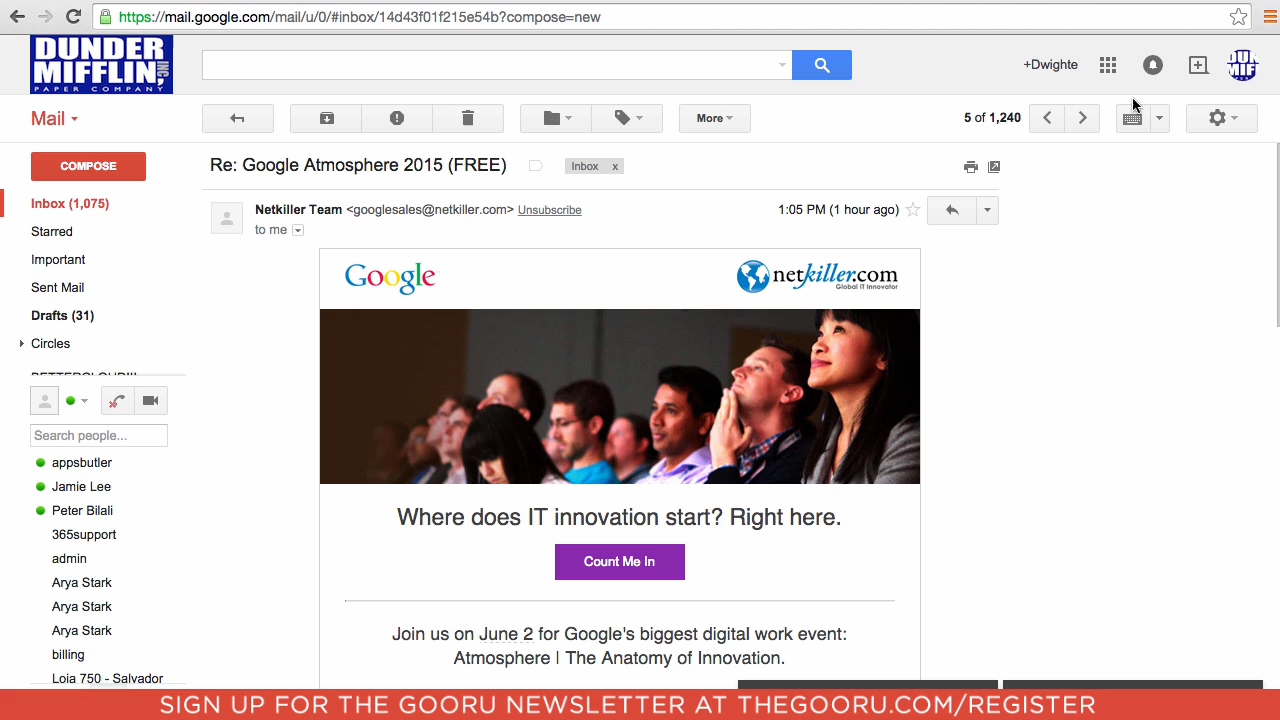 https://mail.google.com/mail/u/0/#inbox/14d43f01f215e54b?compose=new
DUNDER
MIFFLIN, INC
PAPER COMPANY
+Dwighte
Mail
More
5 of 1,240
COMPOSE
Re: Google Atmosphere 2015 (FREE)
Inbox x
Inbox (1,075)
Netkiller Team <googlesales@netkiller.com> Unsubscribe
1:05 PM (1 hour ago)
to me
Starred
Important
Sent Mail
Drafts (31)
Circles
Search people...
appsbutler
Jamie Lee
Peter Bilali
365support
admin
Arya Stark
Arya Stark
Arya Stark
billing
Loia 750 - Salvador
Google
netkiller.com
Global IT Innovator
Where does IT innovation start? Right here.
Count Me In
Join us on June 2 for Google's biggest digital work event:
Atmosphere | The Anatomy of Innovation.
SIGN UP FOR THE GOORU NEWSLETTER AT THEGOORU.COM/REGISTER